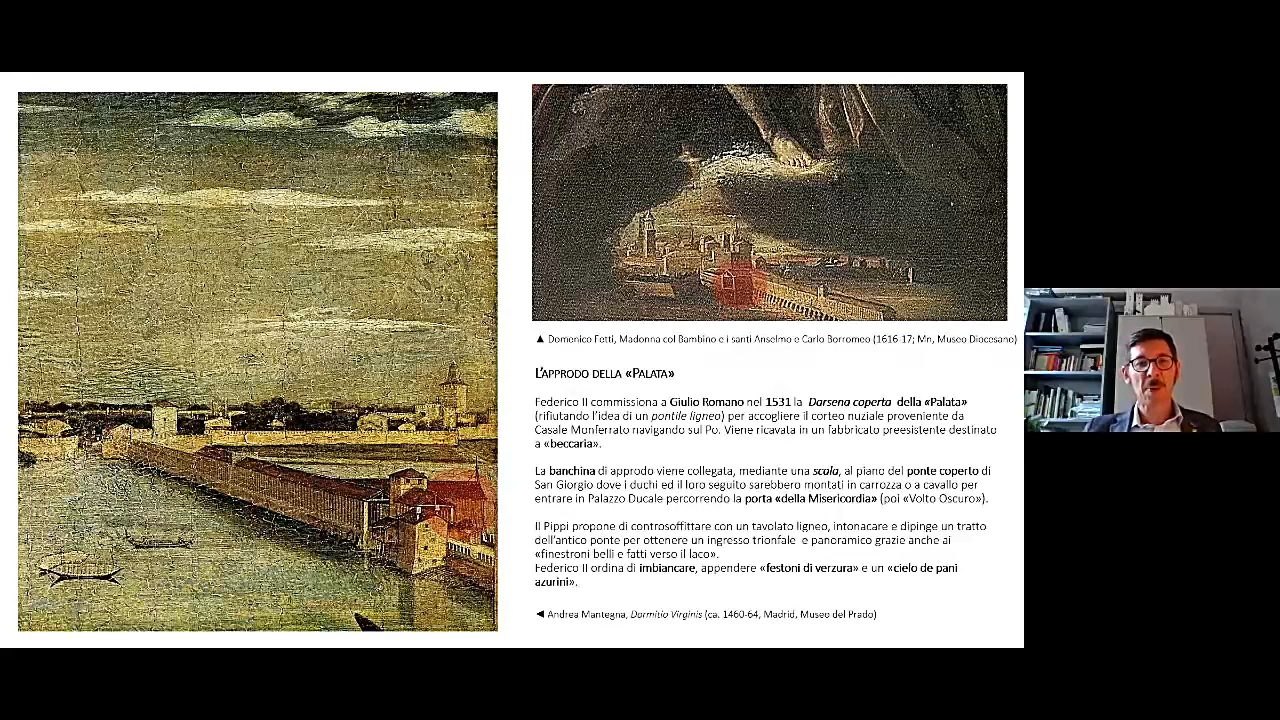 ▲ Domenico Fetti, Madonna col Bambino e i santi Anselmo e Carlo Borromeo (1616-17; Mn, Museo Diocesano)
L'APPRODO DELLA «PALATA»
Federico II commissiona a Giulio Romano nel 1531 la Darsena coperta della «Palata»
(rifiutando l'idea di un pontile ligneo) per accogliere il corteo nuziale proveniente da
Casale Monferrato navigando sul Po. Viene ricavata in un fabbricato preesistente destinato
a «beccaria».
La banchina di approdo viene collegata, mediante una scala, al piano del ponte coperto di
San Giorgio dove i duchi ed il loro seguito sarebbero montati in carrozza o a cavallo per
entrare in Palazzo Ducale percorrendo la porta «della Misericordia» (poi «Volto Oscuro»).
Il Pippi propone di controsoffittare con un tavolato ligneo, intonacare e dipinge un tratto
dell'antico ponte per ottenere un ingresso trionfale e panoramico grazie anche ai
«finestroni belli e fatti verso il laco».
Federico II ordina di imbiancare, appendere «festoni di verzura» e un «cielo de pani
azurini».
◄ Andrea Mantegna, Dormitio Virginis (ca. 1460-64, Madrid, Museo del Prado)